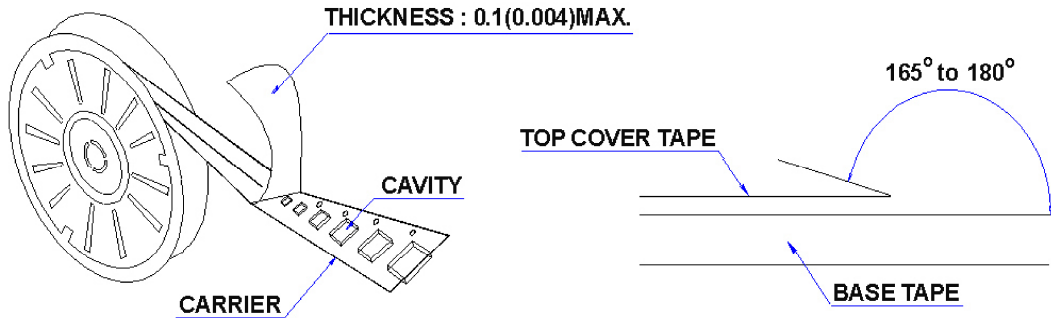 THICKNESS : 0.1(0.004)MAX.
165° to 180°
TOP COVER TAPE
CAVITY
CARRIER
BASE TAPE